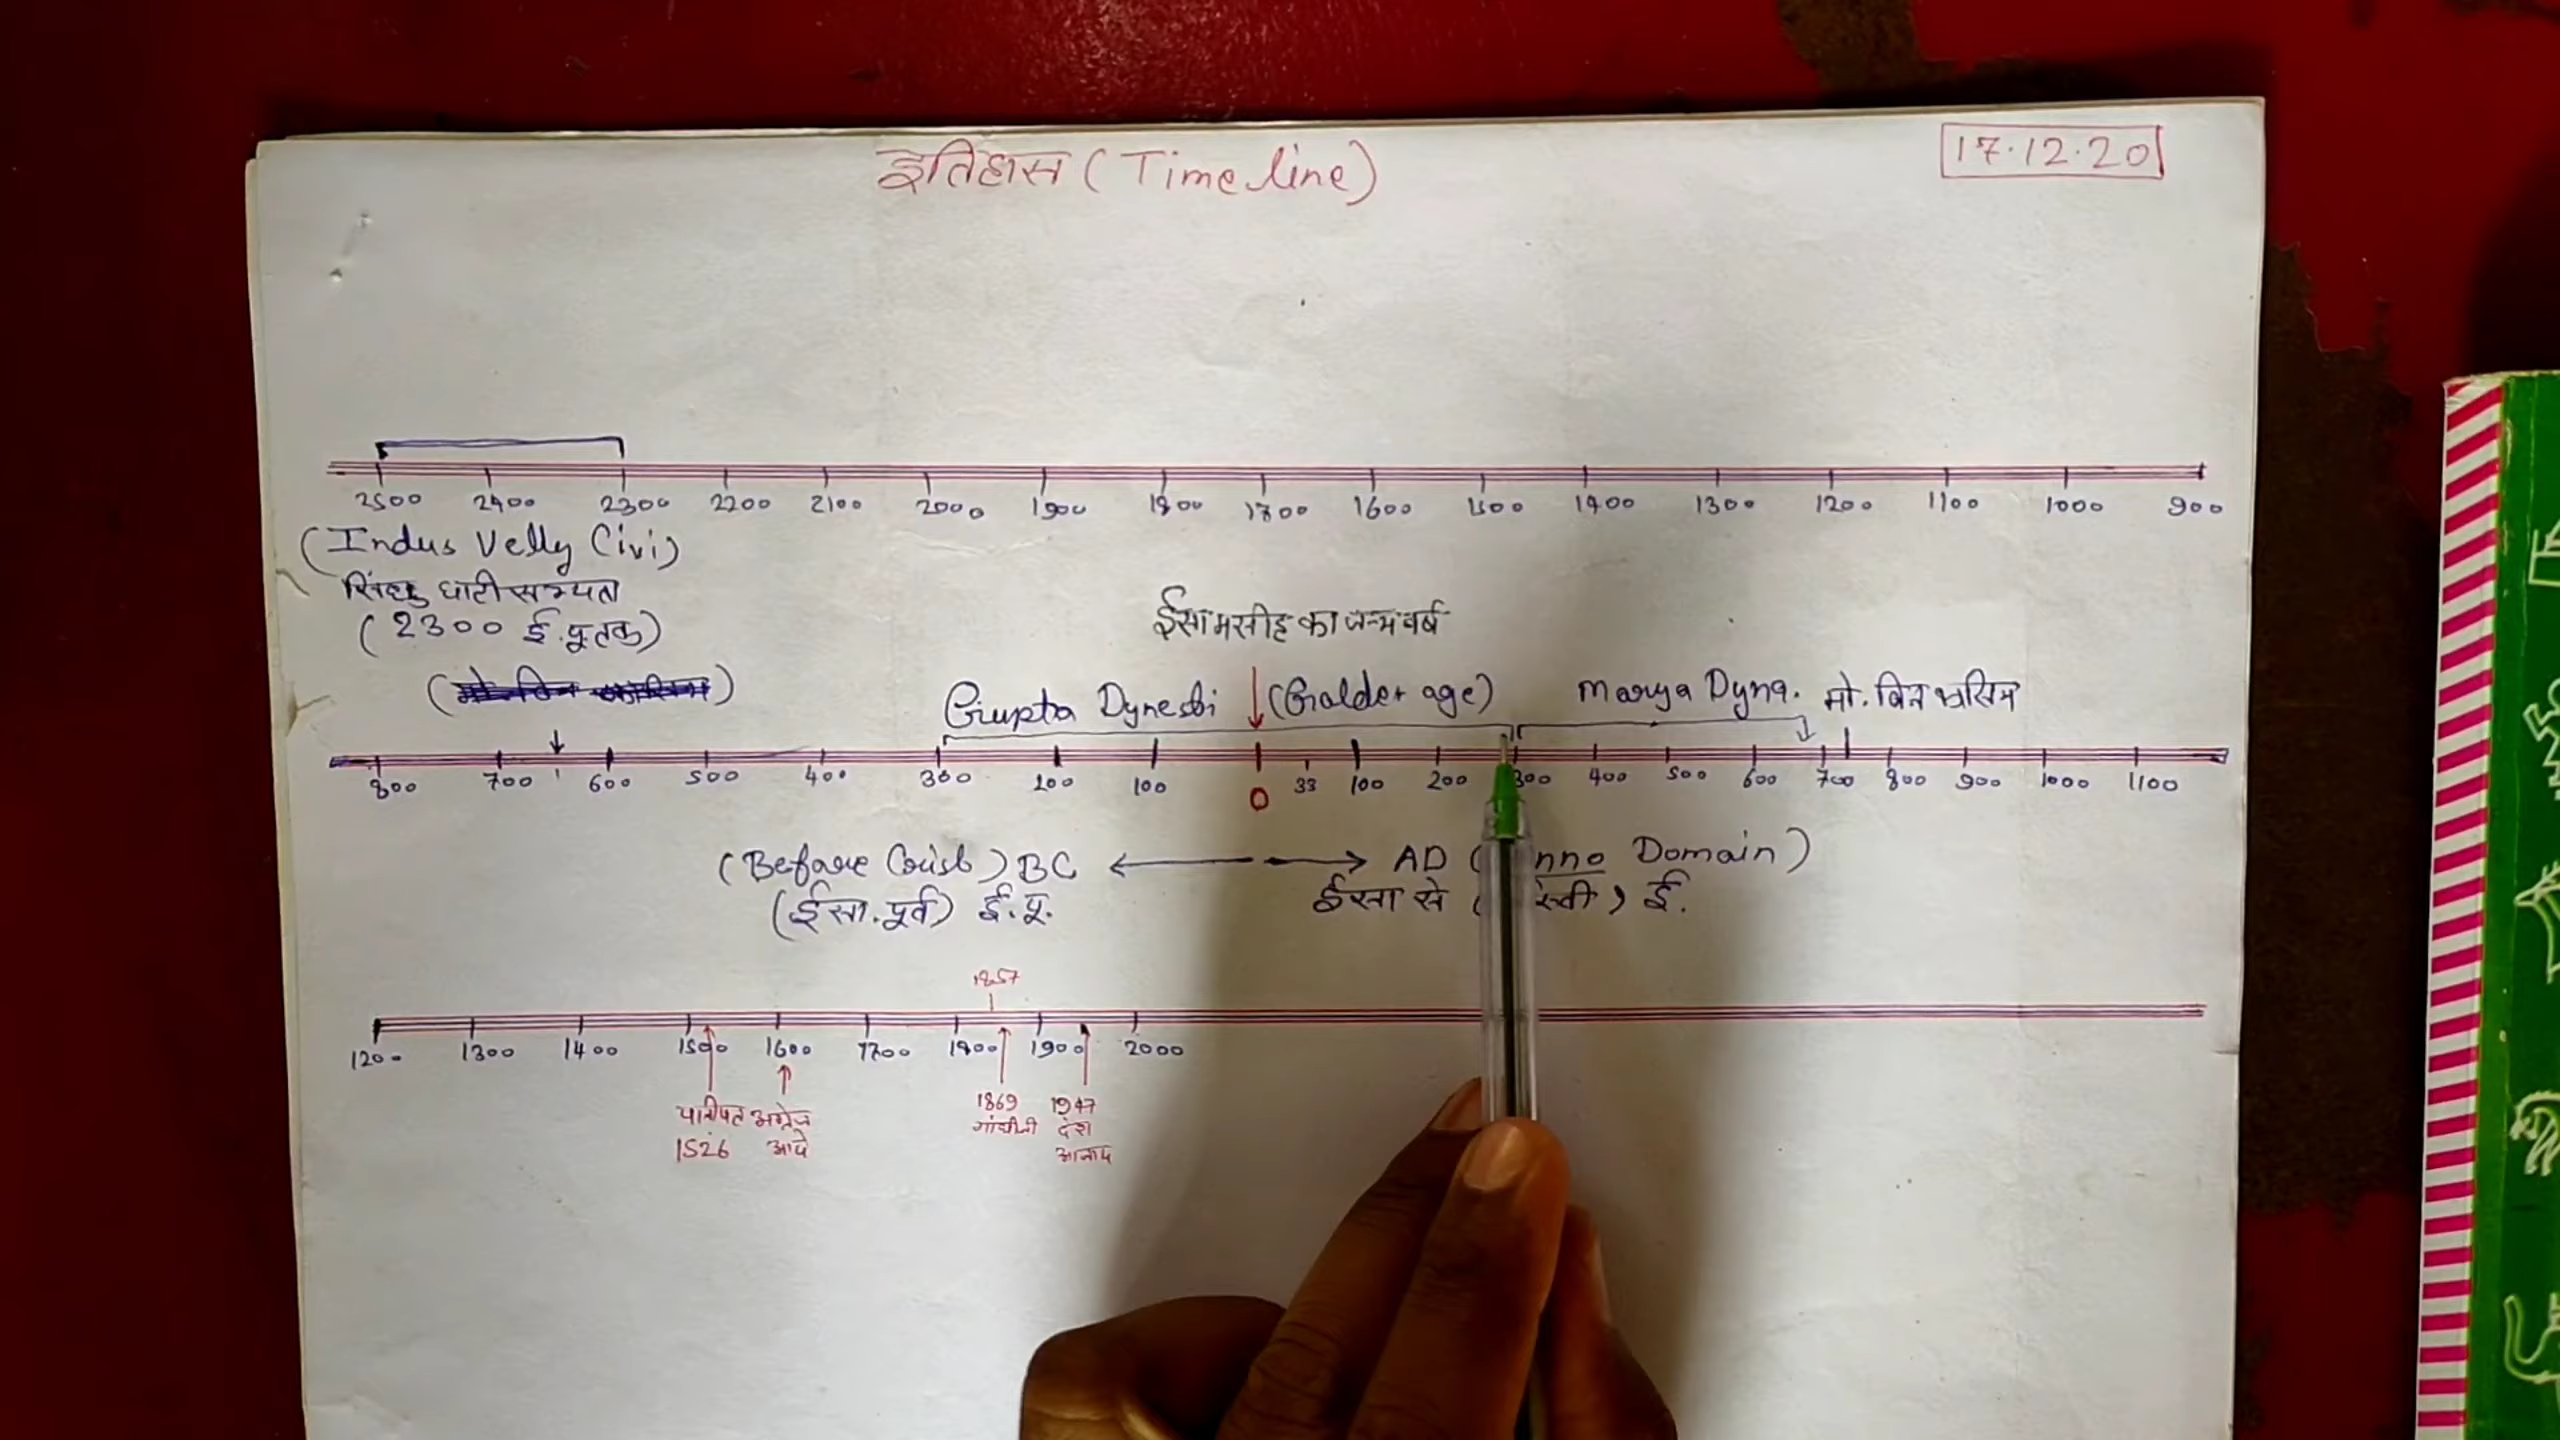 इतिहास (Time line)
17.12.20
2500 2400 2300 2200 2100 2000 1900 1800 1700 1600 1500 1400 1300 1200 1100 1000 900
(Indus Velly Civi)
सिंधु घाटी सभ्यता
(2300 ई.पू.तक)
ईसा मसीह का जन्म वर्ष
Gupta Dynesti (Golder age) Maurya Dyna. मो. बिन कासिम
800 700 600 500 400 300 200 100 0 33 100 200 300 400 500 600 700 800 900 1000 1100
(Before Crist) BC AD (nno Domain)
(ईसा.पूर्व) ई.पू. ईसा से ( स्वी) ई.
1857
1200 1300 1400 1500 1600 1700 1800 1900 2000
पानीपत अंग्रेज 1869 1947
1526 आये गांधीजी देश
आजाद